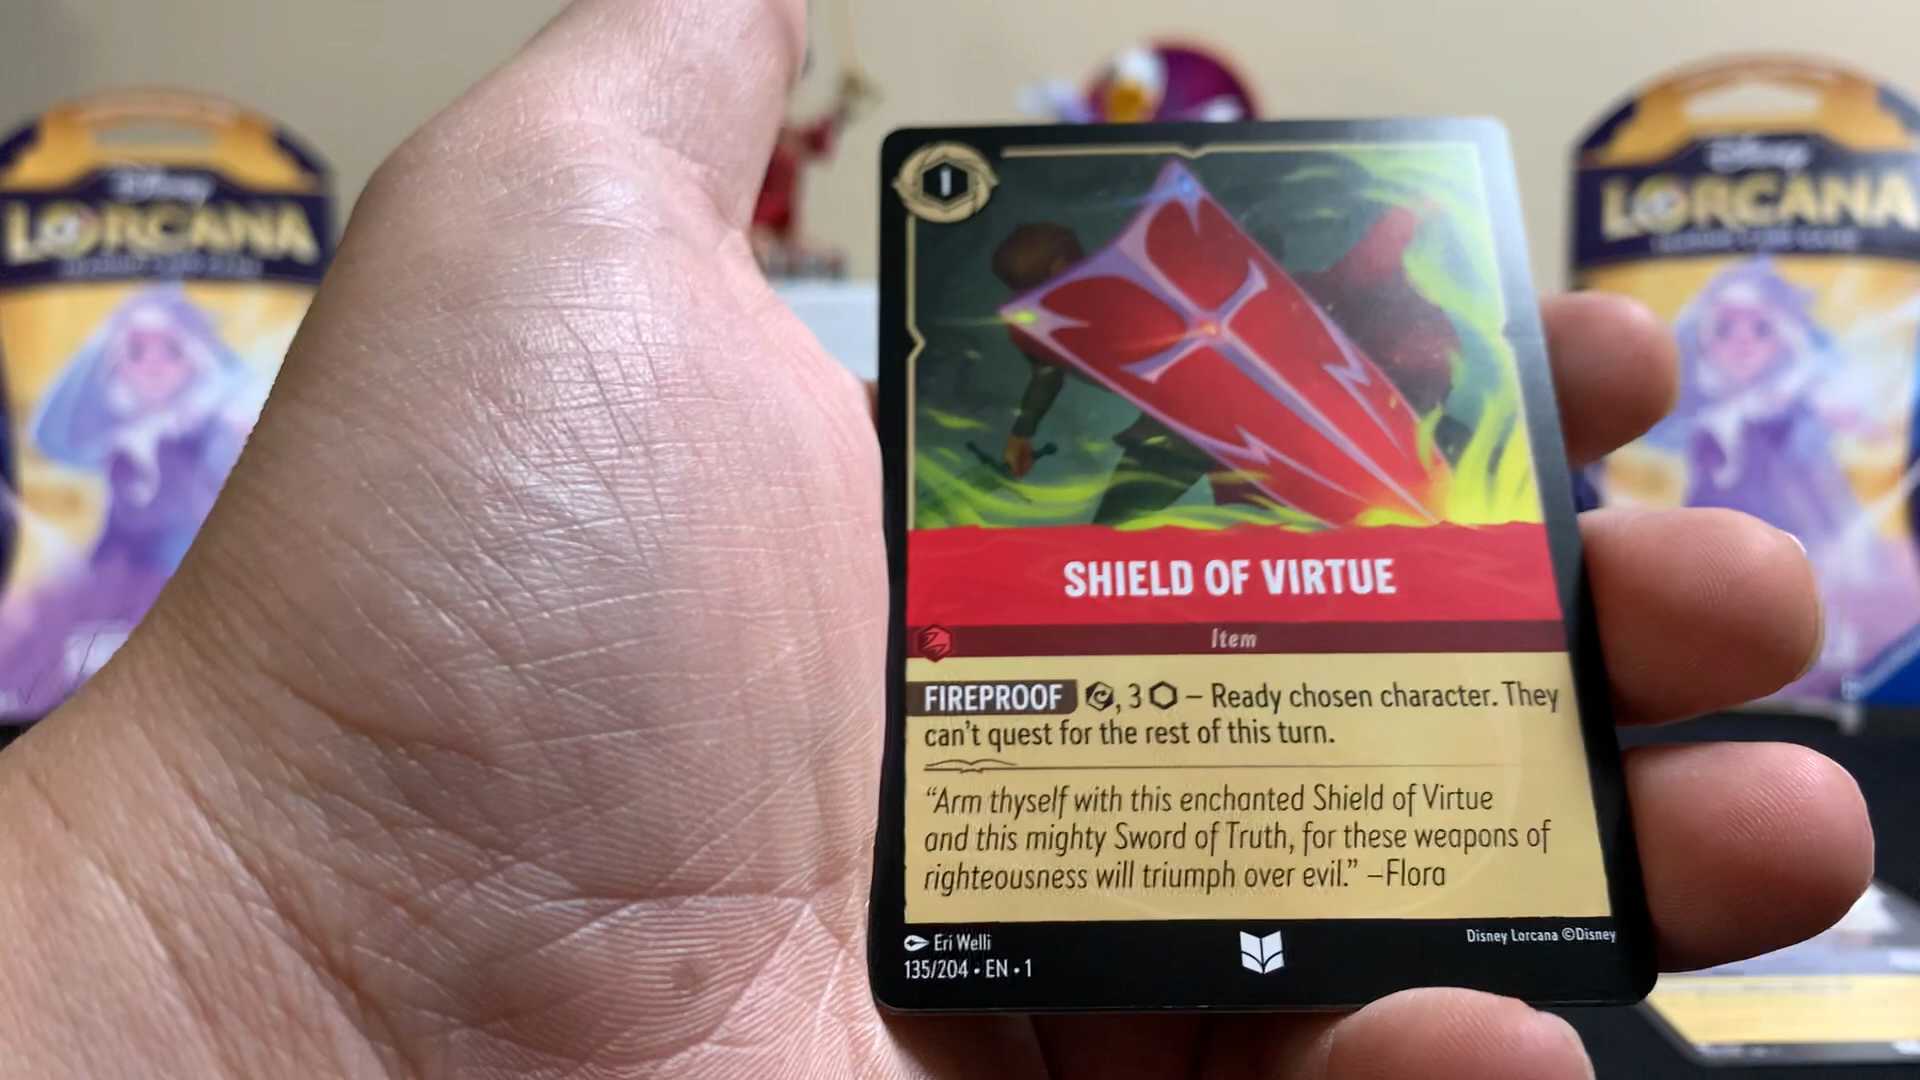 Disney
LORCANA
Disney
LORCANA
1
SHIELD OF VIRTUE
Item
FIREPROOF , 3 – Ready chosen character. They
can't quest for the rest of this turn.
“Arm thyself with this enchanted Shield of Virtue
and this mighty Sword of Truth, for these weapons of
righteousness will triumph over evil.” –Flora
Eri Welli
135/204 • EN • 1
Disney Lorcana ©Disney